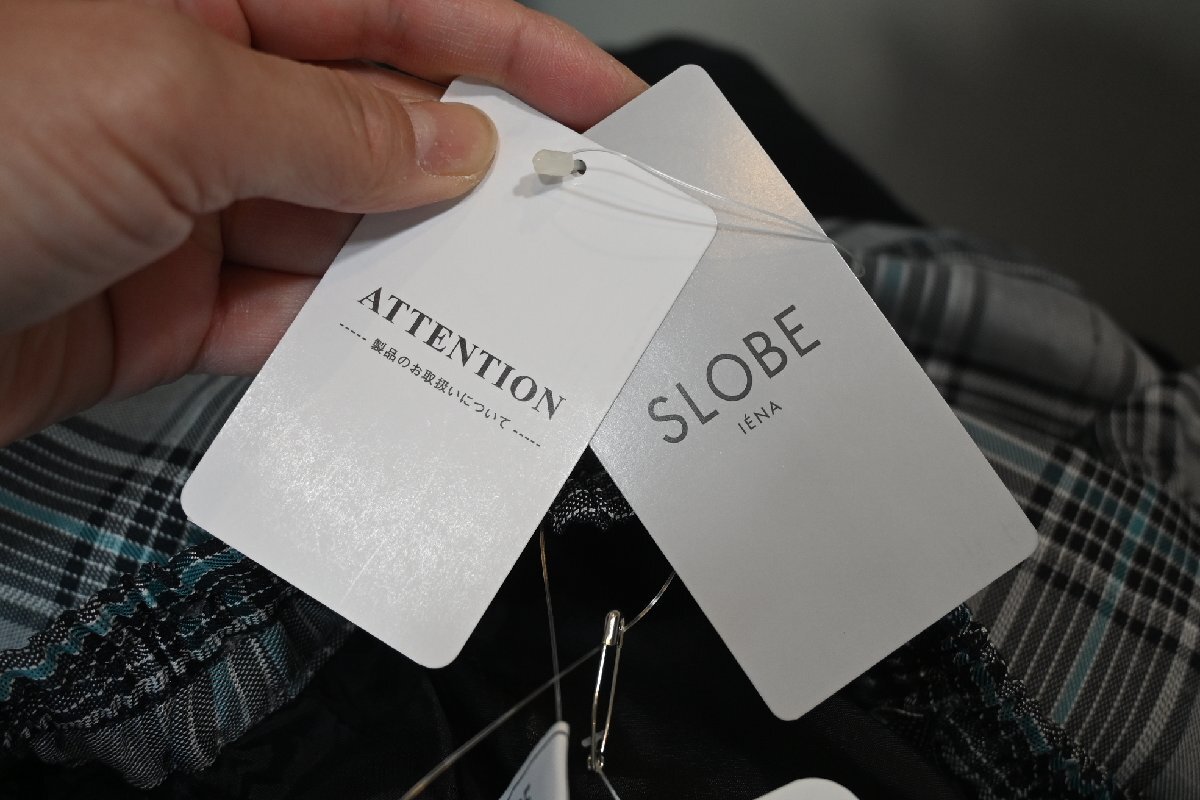 ATTENTION
----- 製品のお取扱いについて -----
SLOBE
IÉNA